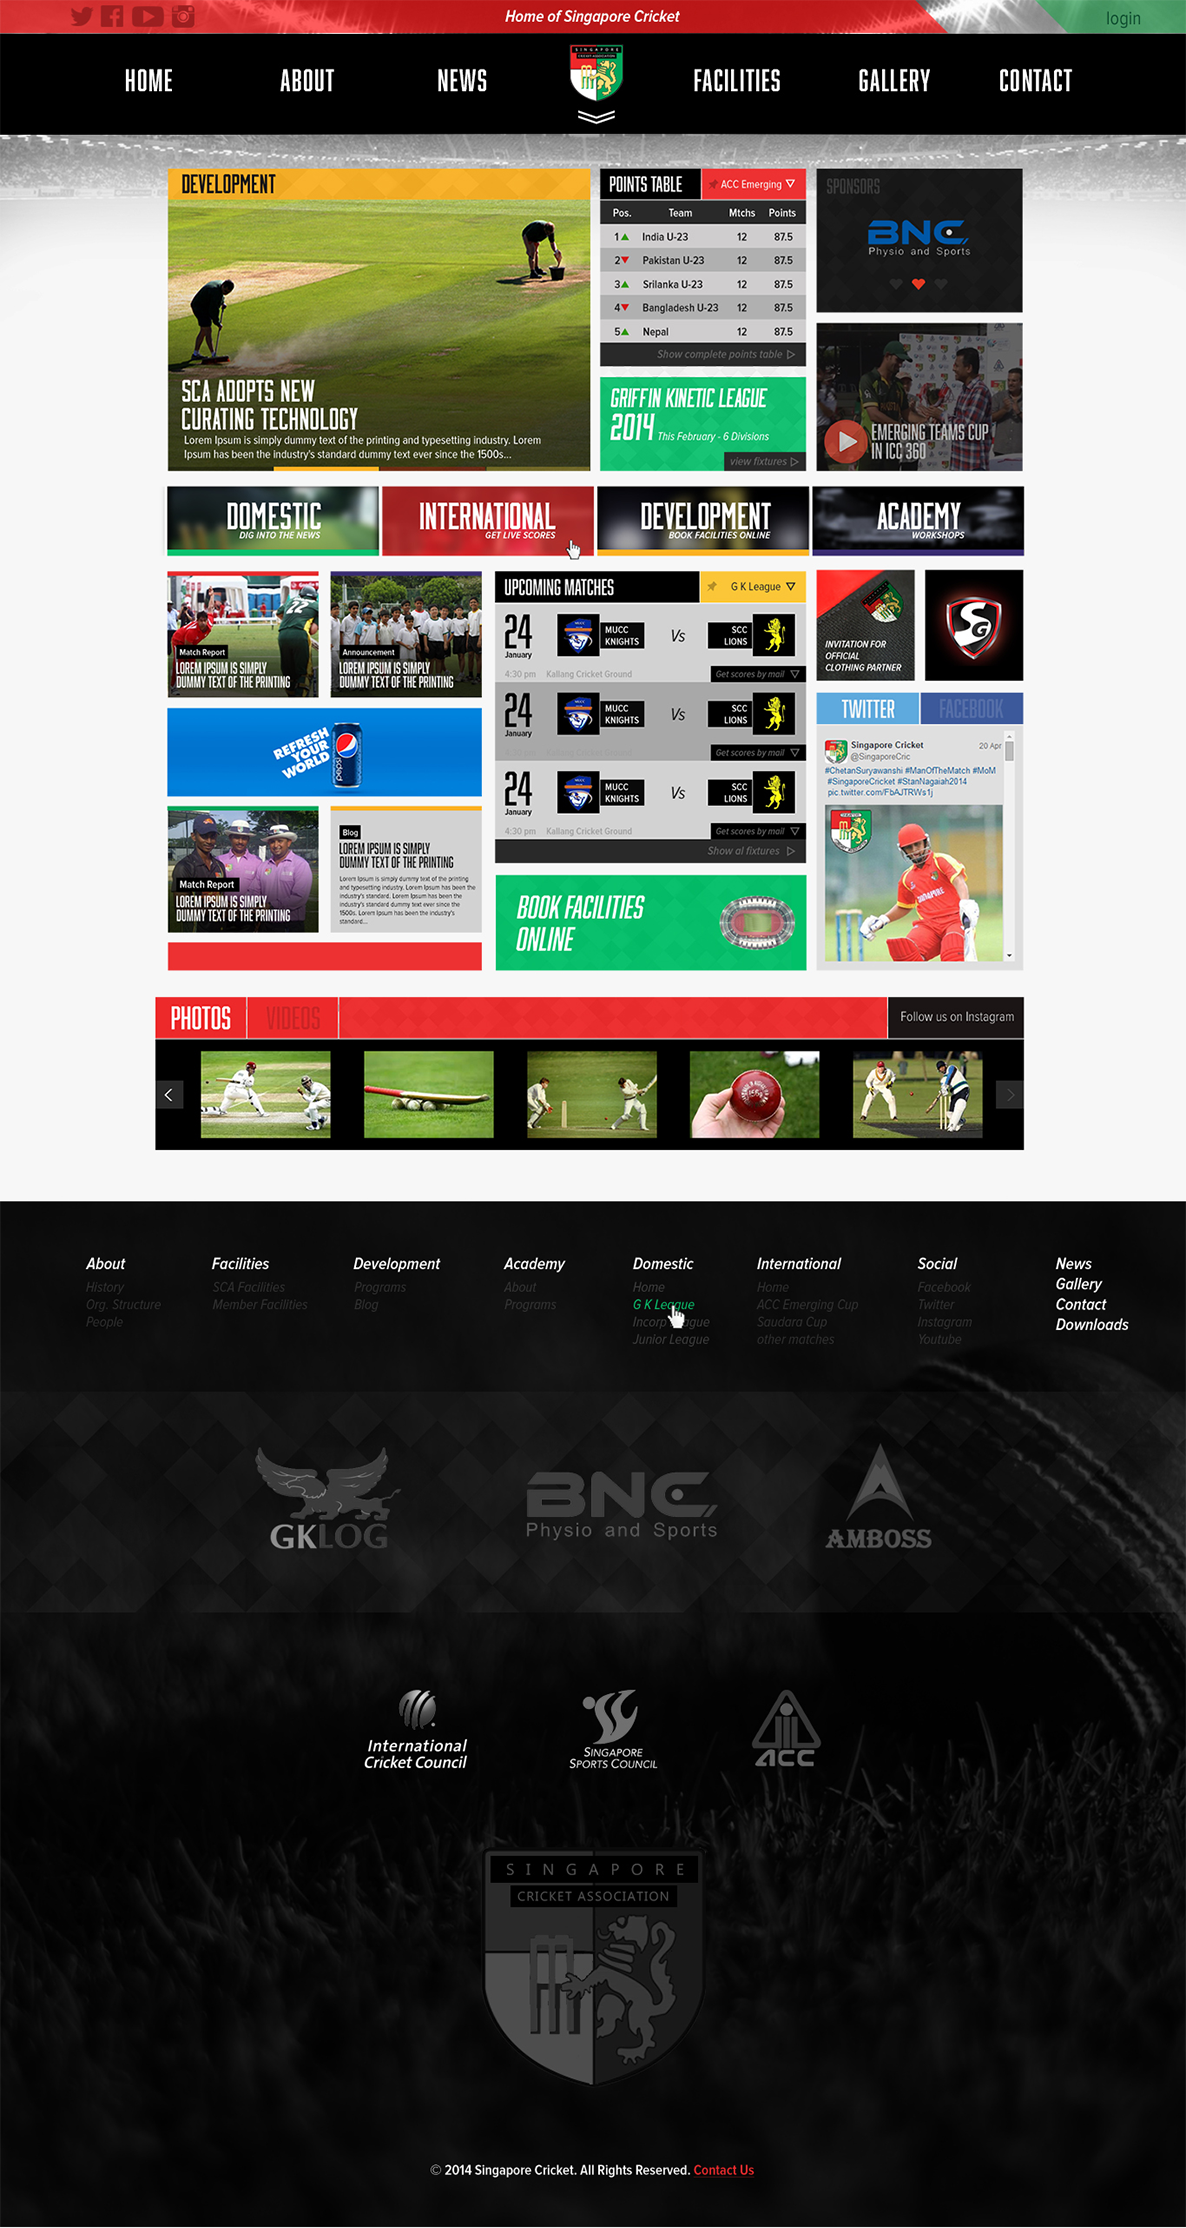 Home of Singapore Cricket
login
HOME
ABOUT
NEWS
SINGAPORE
CRICKET ASSOCIATION
FACILITIES
GALLERY
CONTACT
DEVELOPMENT
SCA ADOPTS NEW
CURATING TECHNOLOGY
Lorem Ipsum is simply dummy text of the printing and typesetting industry. Lorem
Ipsum has been the industry's standard dummy text ever since the 1500s...
POINTS TABLE
ACC Emerging
Pos. Team Mtchs Points
1 India U-23 12 87.5
2 Pakistan U-23 12 87.5
3 Srilanka U-23 12 87.5
4 Bangladesh U-23 12 87.5
5 Nepal 12 87.5
Show complete points table
GRIFFIN KINETIC LEAGUE
2014 This February - 6 Divisions
view fixtures
SPONSORS
BNC
Physio and Sports
EMERGING TEAMS CUP
IN ICC 360
DOMESTIC
DIG INTO THE NEWS
INTERNATIONAL
GET LIVE SCORES
DEVELOPMENT
BOOK FACILITIES ONLINE
ACADEMY
WORKSHOPS
22
Match Report
LOREM IPSUM IS SIMPLY
DUMMY TEXT OF THE PRINTING
Announcement
LOREM IPSUM IS SIMPLY
DUMMY TEXT OF THE PRINTING
REFRESH
YOUR
WORLD
pepsi
Match Report
LOREM IPSUM IS SIMPLY
DUMMY TEXT OF THE PRINTING
Blog
LOREM IPSUM IS SIMPLY
DUMMY TEXT OF THE PRINTING
Lorem Ipsum is simply dummy text of the printing
and typesetting industry. Lorem Ipsum has been the
industry's standard dummy text. Lorem Ipsum has been the
industry's standard dummy text ever since the
1500s. Lorem Ipsum has been the industry's
standard...
UPCOMING MATCHES
G K League
24
January
MUCC
KNIGHTS
Vs
SCC
LIONS
4:30 pm Kallang Cricket Ground
Get scores by mail
24
January
MUCC
KNIGHTS
Vs
SCC
LIONS
4:30 pm Kallang Cricket Ground
Get scores by mail
24
January
MUCC
KNIGHTS
Vs
SCC
LIONS
4:30 pm Kallang Cricket Ground
Get scores by mail
Show al fixtures
BOOK FACILITIES
ONLINE
INVITATION FOR
OFFICIAL
CLOTHING PARTNER
SG
TWITTER
FACEBOOK
Singapore Cricket 20 Apr
@SingaporeCric
#ChetanSuryawanshi #ManOfTheMatch #MoM
#SingaporeCricket #StanNagaiah2014
pic.twitter.com/FbAJTRWs1j
PHOTOS
VIDEOS
Follow us on Instagram
About
History
Org. Structure
People
Facilities
SCA Facilities
Member Facilities
Development
Programs
Blog
Academy
About
Programs
Domestic
Home
G K League
Incorp League
Junior League
International
Home
ACC Emerging Cup
Saudara Cup
other matches
Social
Facebook
Twitter
Instagram
Youtube
News
Gallery
Contact
Downloads
GKLOG
BNC
Physio and Sports
AMBOSS
International
Cricket Council
SINGAPORE
SPORTS COUNCIL
ACC
SINGAPORE
CRICKET ASSOCIATION
© 2014 Singapore Cricket. All Rights Reserved. Contact Us